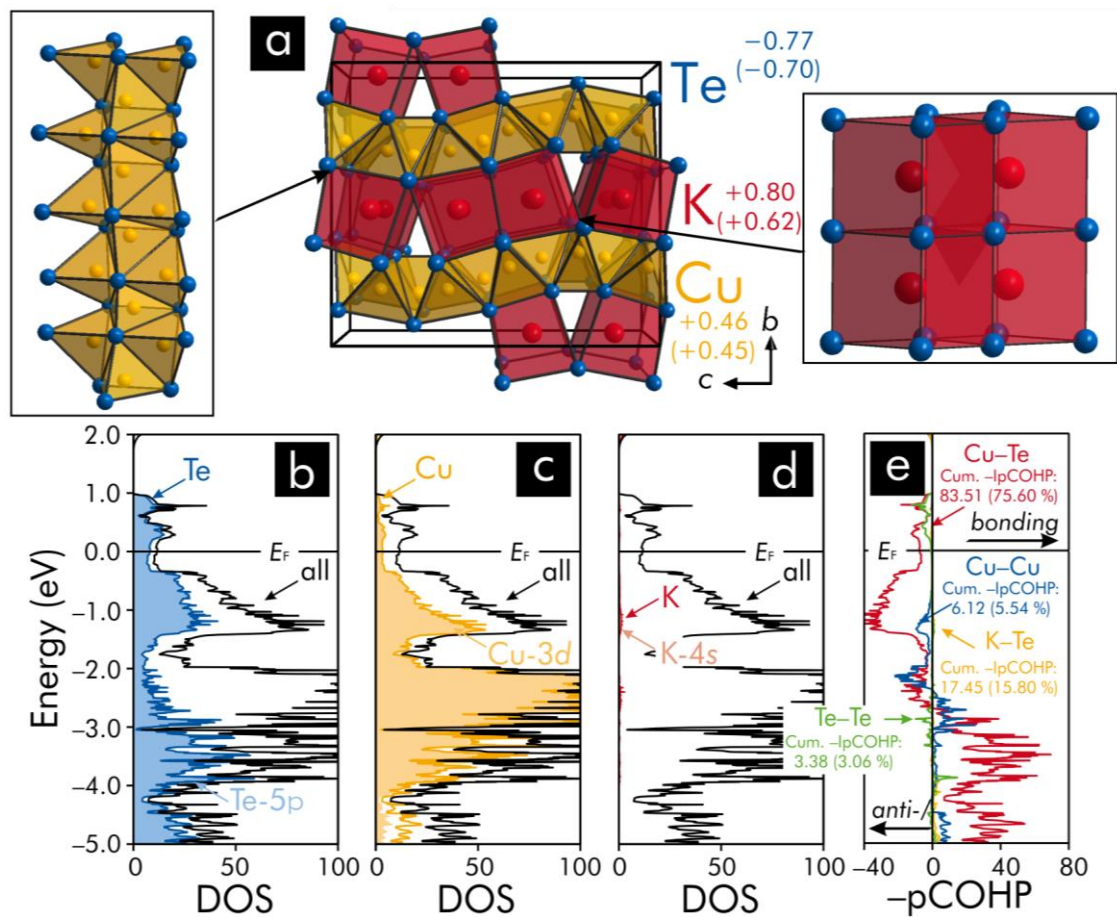 a
Te
−0.77
(−0.70)
K
+0.80
(+0.62)
Cu
+0.46
(+0.45)
b
c
2.0
1.0
0.0
−1.0
−2.0
−3.0
−4.0
-5.0
Energy (eV)
b
Te
EF
all
Te-5p
0
50
100
DOS
c
Cu
EF
all
Cu-3d
0
50
100
DOS
d
EF
all
K
K-4s
0
50
100
DOS
e
Cu–Te
Cum. –IpCOHP:
83.51 (75.60 %)
bonding
EF
Cu–Cu
Cum. –IpCOHP:
6.12 (5.54 %)
K–Te
Cum. –IpCOHP:
17.45 (15.80 %)
Te–Te
Cum. –IpCOHP:
3.38 (3.06 %)
anti-/
−40
0
40
80
−pCOHP